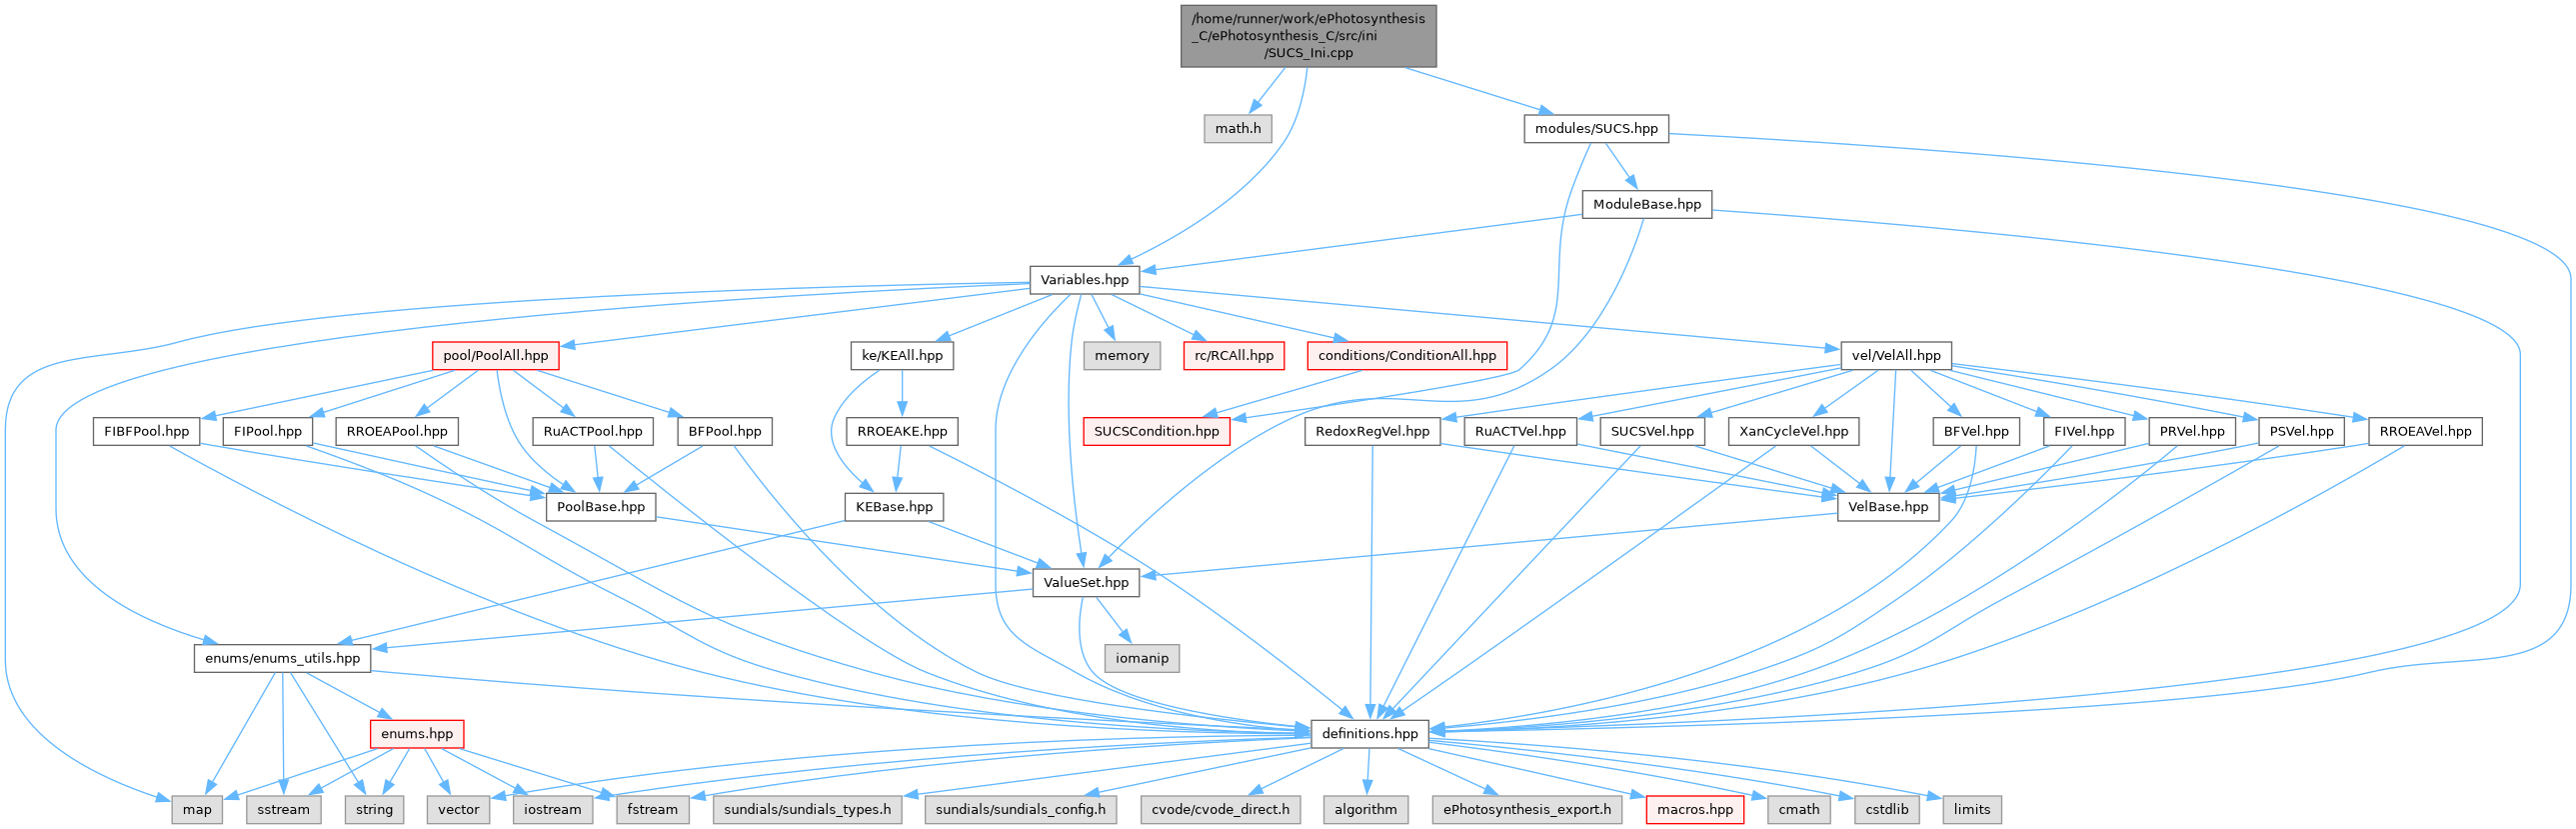 /home/runner/work/ePhotosynthesis
_C/ePhotosynthesis_C/src/ini
/SUCS_Ini.cpp
math.h
modules/SUCS.hpp
ModuleBase.hpp
Variables.hpp
pool/PoolAll.hpp
ke/KEAll.hpp
memory
rc/RCAll.hpp
conditions/ConditionAll.hpp
vel/VelAll.hpp
FIBFPool.hpp
FIPool.hpp
RROEAPool.hpp
RuACTPool.hpp
BFPool.hpp
RROEAKE.hpp
SUCSCondition.hpp
RedoxRegVel.hpp
RuACTVel.hpp
SUCSVel.hpp
XanCycleVel.hpp
BFVel.hpp
FIVel.hpp
PRVel.hpp
PSVel.hpp
RROEAVel.hpp
PoolBase.hpp
KEBase.hpp
VelBase.hpp
ValueSet.hpp
enums/enums_utils.hpp
iomanip
enums.hpp
definitions.hpp
map
sstream
string
vector
iostream
fstream
sundials/sundials_types.h
sundials/sundials_config.h
cvode/cvode_direct.h
algorithm
ePhotosynthesis_export.h
macros.hpp
cmath
cstdlib
limits